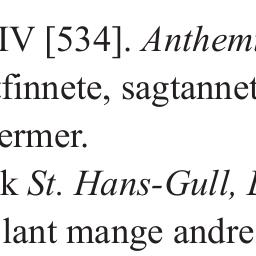 IV [534]. Anthemi
finnete, sagtannet
ermer.
k St. Hans-Gull,
lant mange andre